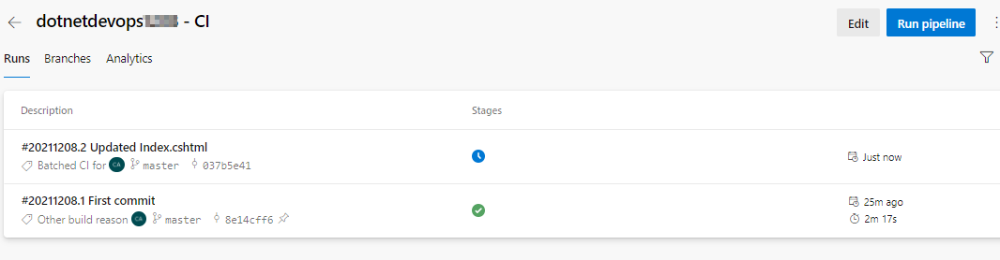 dotnetdevops - CI
Edit
Run pipeline
Runs Branches Analytics
Description Stages
#20211208.2 Updated Index.cshtml
Batched CI for CA master 037b5e41
Just now
#20211208.1 First commit
Other build reason CA master 8e14cff6
25m ago
2m 17s